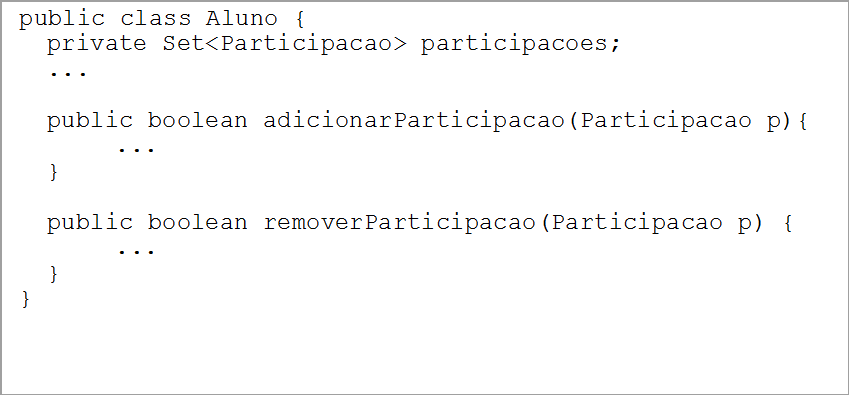 public class Aluno {
private Set<Participacao> participacoes;
...
public boolean adicionarParticipacao(Participacao p){
...
}
public boolean removerParticipacao(Participacao p) {
...
}
}